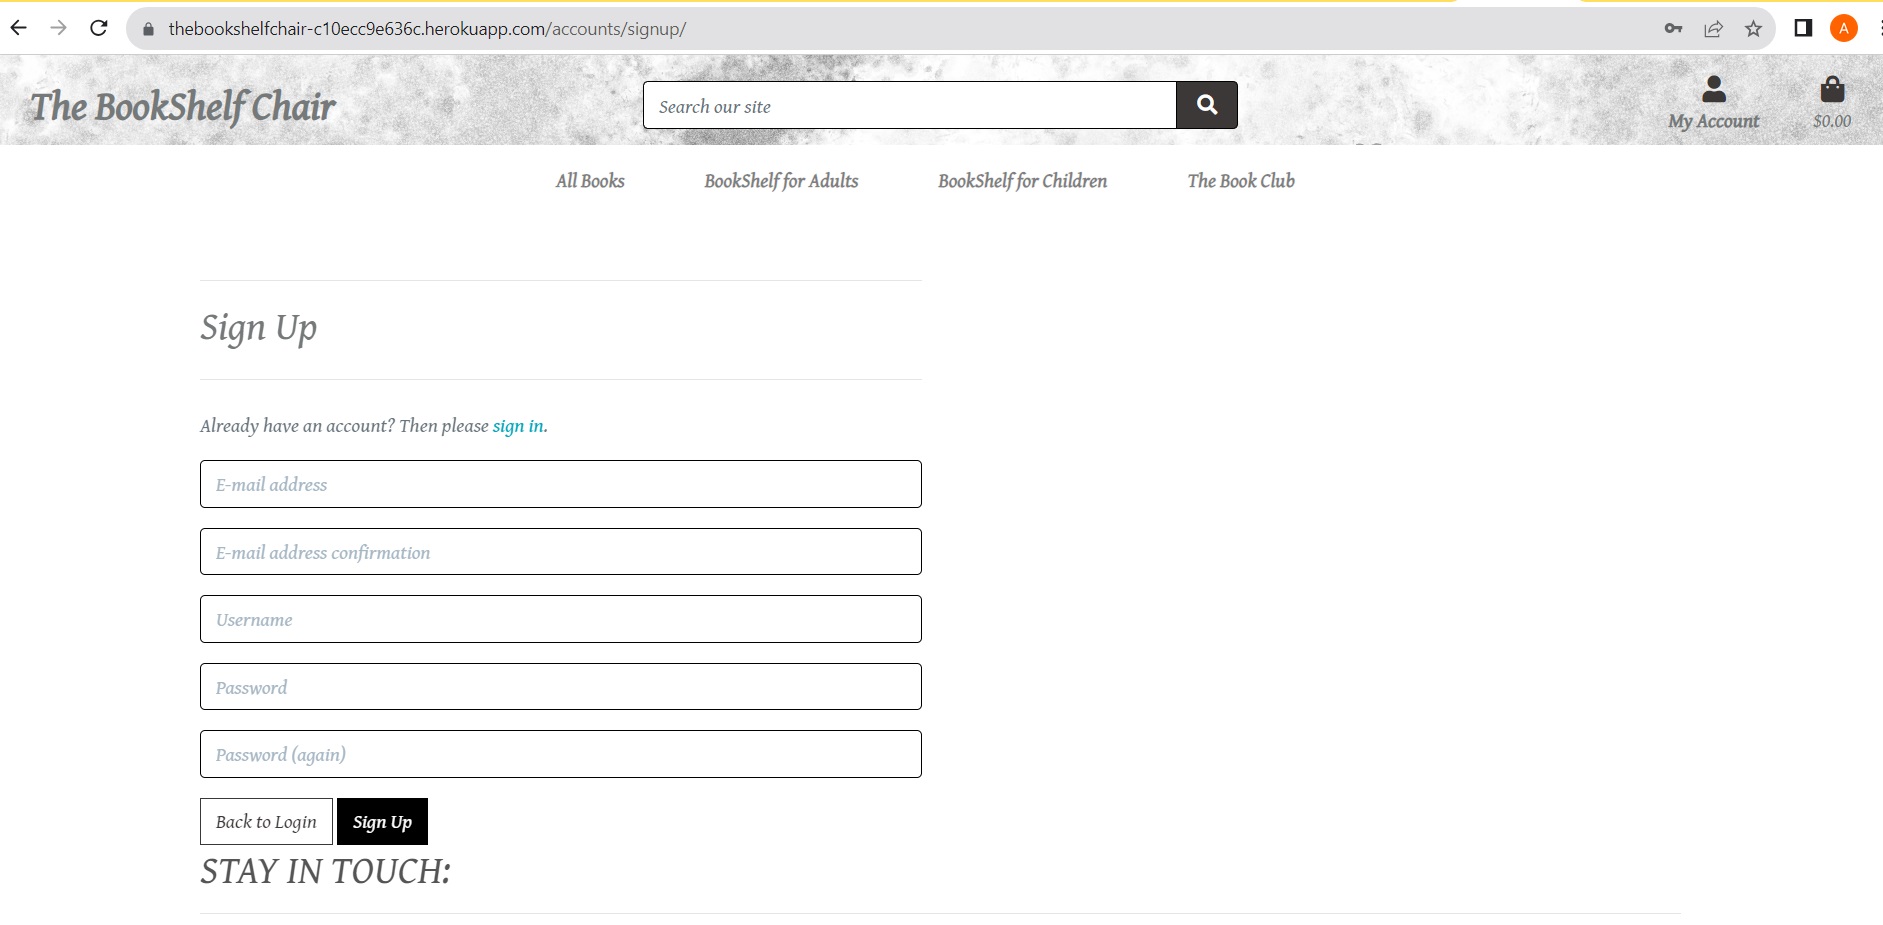 thebookshelfchair-c10ecc9e636c.herokuapp.com/accounts/signup/
A
The BookShelf Chair
Search our site
My Account
$0.00
All Books BookShelf for Adults BookShelf for Children The Book Club
Sign Up
Already have an account? Then please sign in.
E-mail address
E-mail address confirmation
Username
Password
Password (again)
Back to Login Sign Up
STAY IN TOUCH: